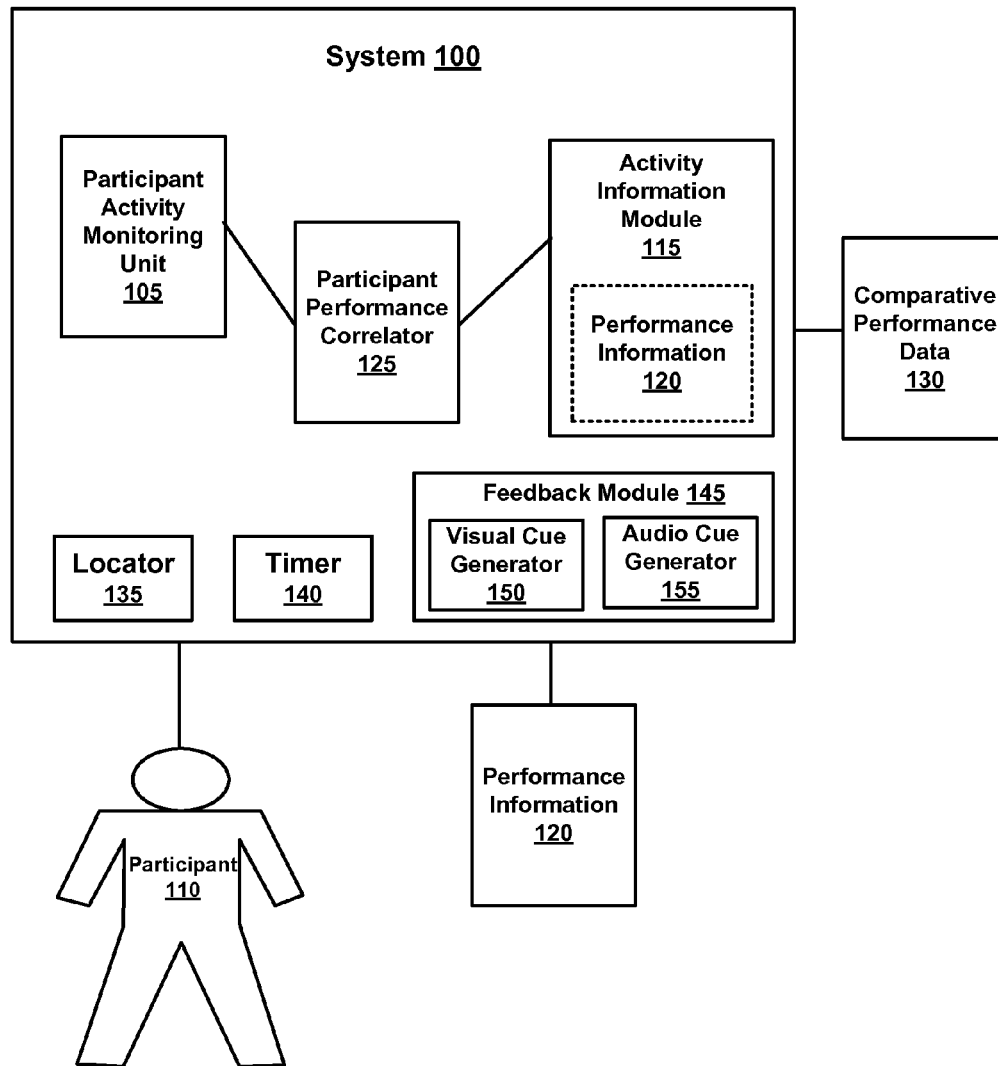 System 100
Participant
Activity
Monitoring
Unit
105
Participant
Performance
Correlator
125
Activity
Information
Module
115
Performance
Information
120
Comparative
Performance
Data
130
Locator
135
Timer
140
Feedback Module 145
Visual Cue
Generator
150
Audio Cue
Generator
155
Participant
110
Performance
Information
120